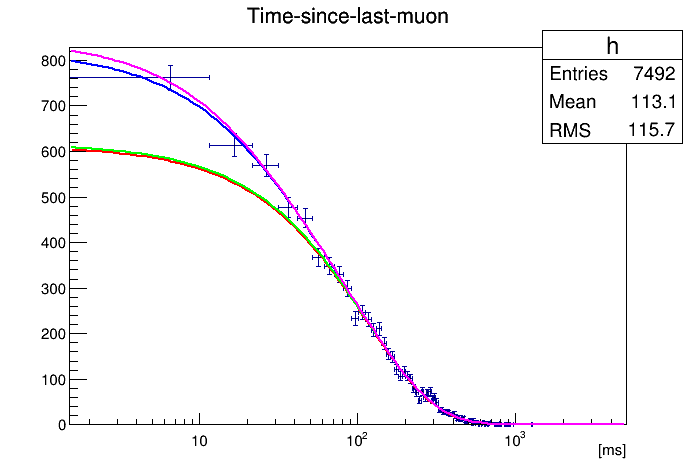 Time-since-last-muon
h
Entries 7492
Mean 113.1
RMS 115.7
800
700
600
500
400
300
200
100
0
10
10²
10³
[ms]